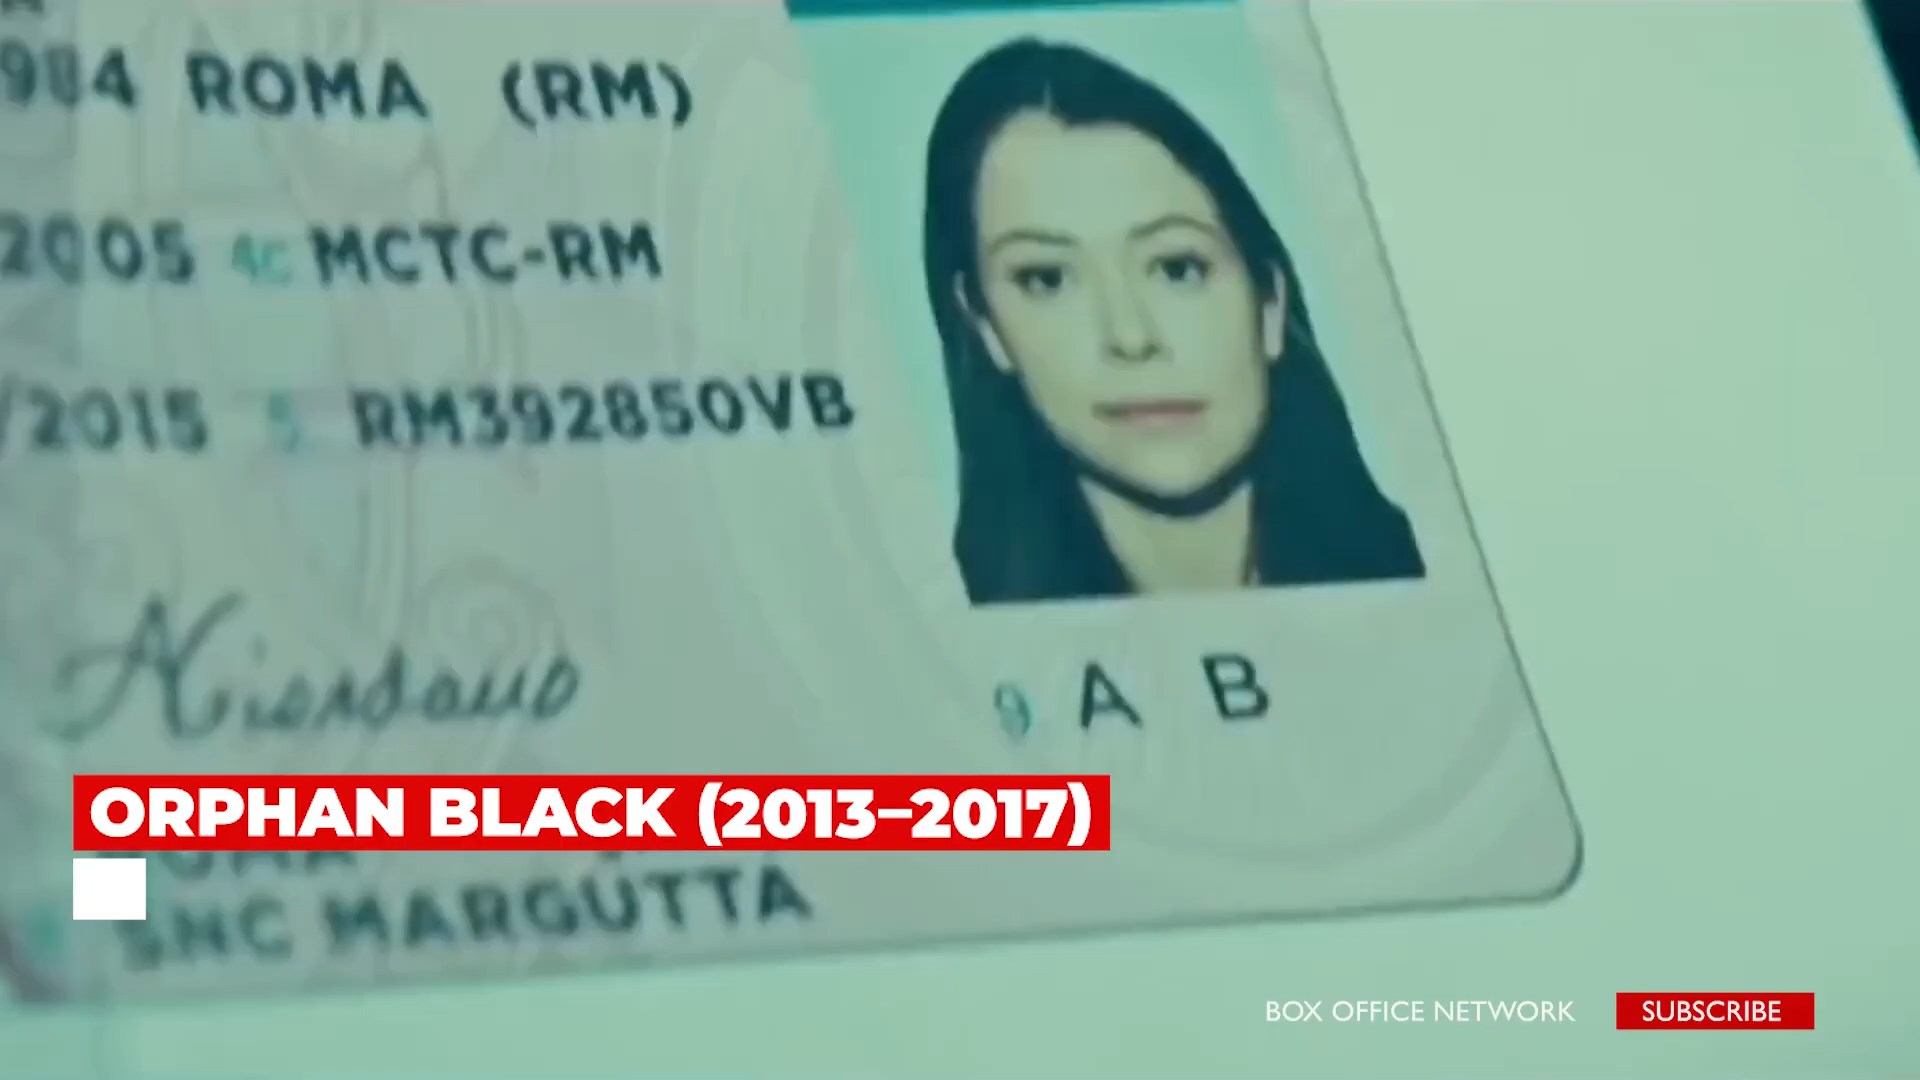 984 ROMA (RM)
2005 4c MCTC-RM
/2015 5 RM392850VB
AGiordano
9 A B
ORPHAN BLACK (2013–2017)
SNC MARGUTTA
BOX OFFICE NETWORK
SUBSCRIBE